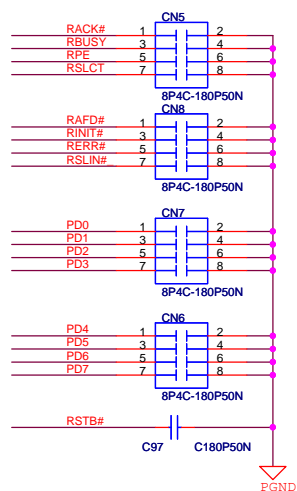 CN5
RACK# 1 2
RBUSY 3 4
RPE 5 6
RSLCT 7 8
8P4C-180P50N
CN8
RAFD# 1 2
RINIT# 3 4
RERR# 5 6
RSLIN# 7 8
8P4C-180P50N
CN7
PD0 1 2
PD1 3 4
PD2 5 6
PD3 7 8
8P4C-180P50N
CN6
PD4 1 2
PD5 3 4
PD6 5 6
PD7 7 8
8P4C-180P50N
RSTB#
C97 C180P50N
PGND